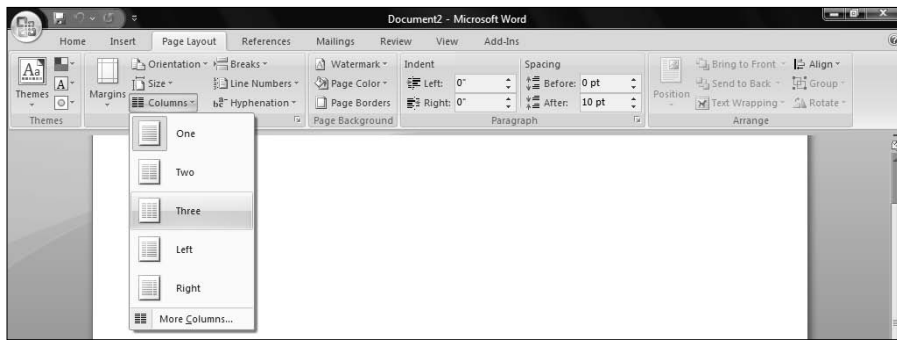 Document2 - Microsoft Word
Home Insert Page Layout References Mailings Review View Add-Ins
Aa Orientation Breaks Watermark Indent Spacing Bring to Front Align
Themes A Margins Size Line Numbers Page Color Left: 0" Before: 0 pt Position Send to Back Group
Columns Hyphenation Page Borders Right: 0" After: 10 pt Text Wrapping Rotate
Themes Page Background Paragraph Arrange
One
Two
Three
Left
Right
More Columns...